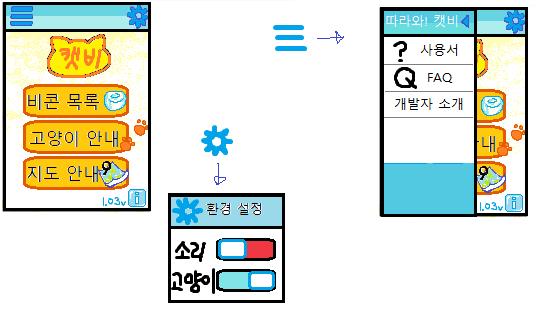 캣비
비콘 목록
고양이 안내
지도 안내
1.03v
환경 설정
소리
고먐이
따라와! 캣비
? 사용서
Q FAQ
개발자 소개
내
1.03v